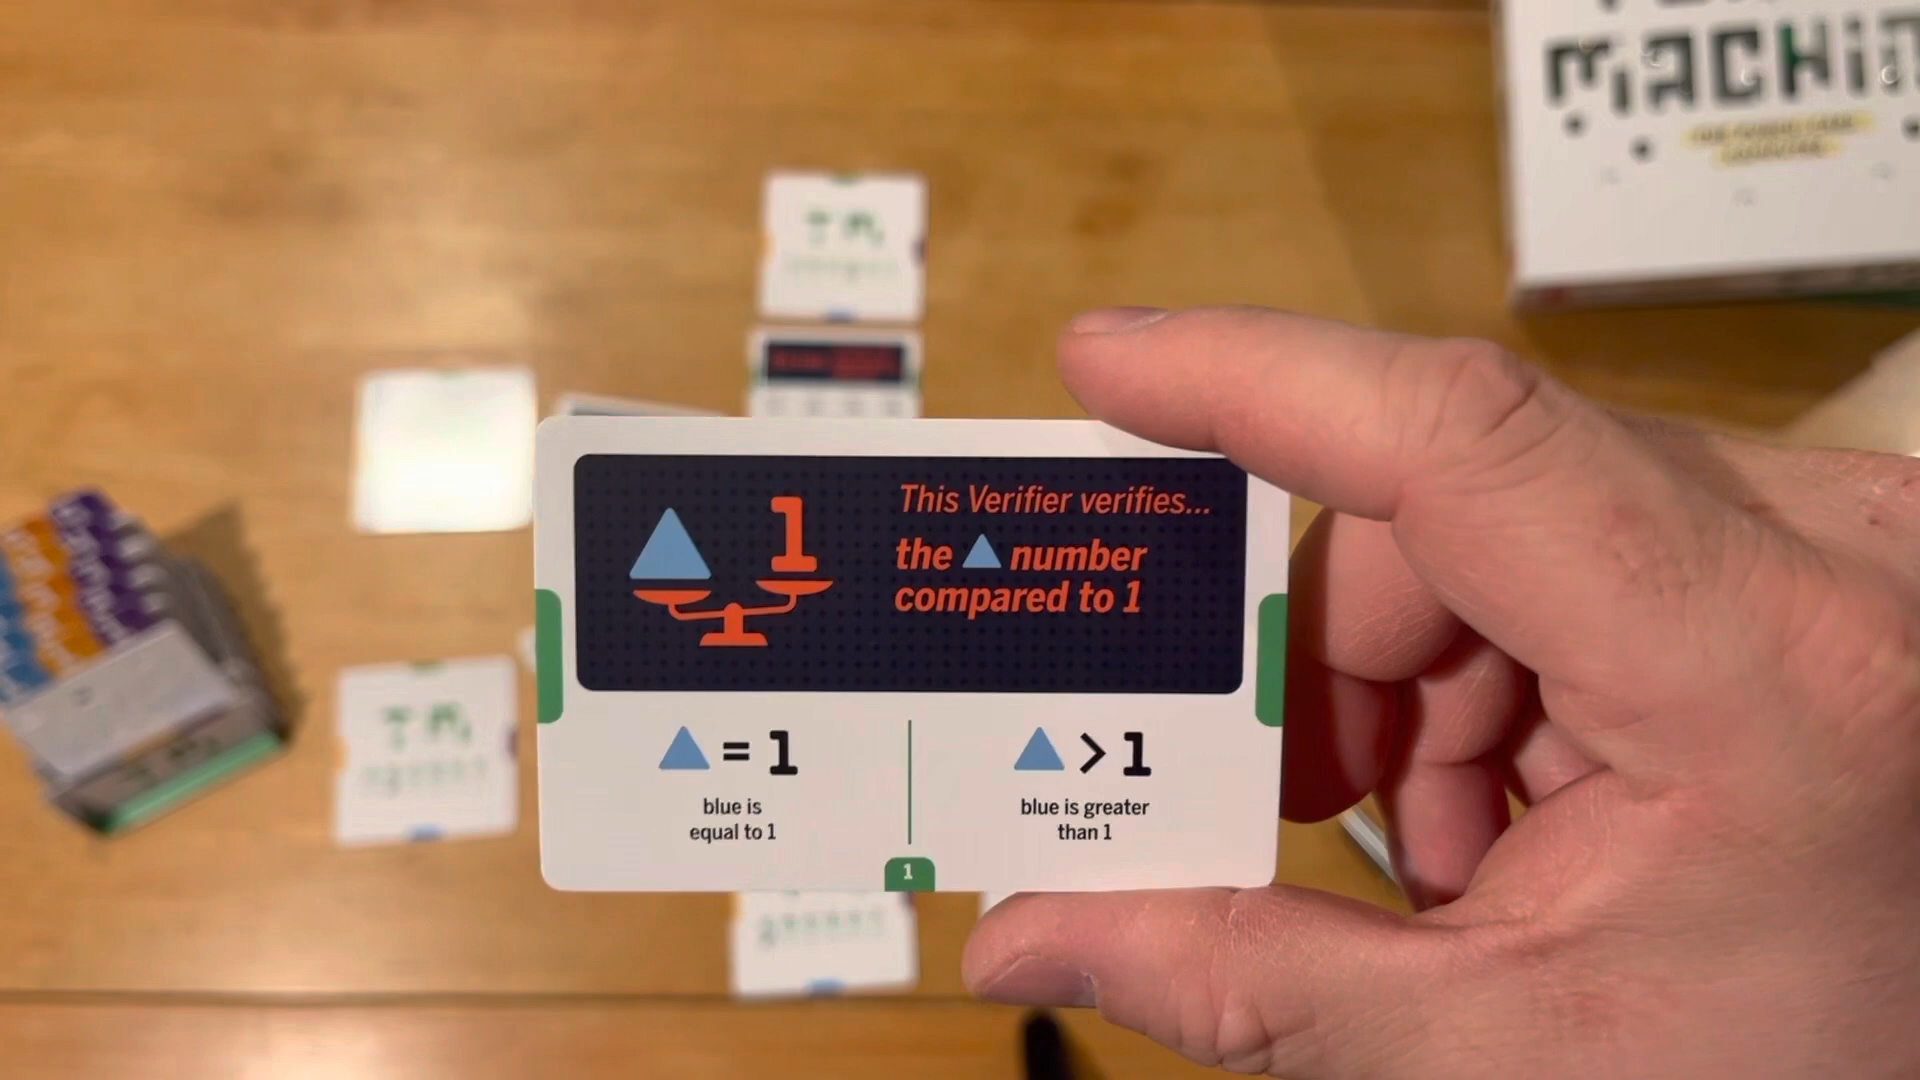 MACHIN
1
This Verifier verifies...
the number
compared to 1
= 1
blue is
equal to 1
> 1
blue is greater
than 1
1